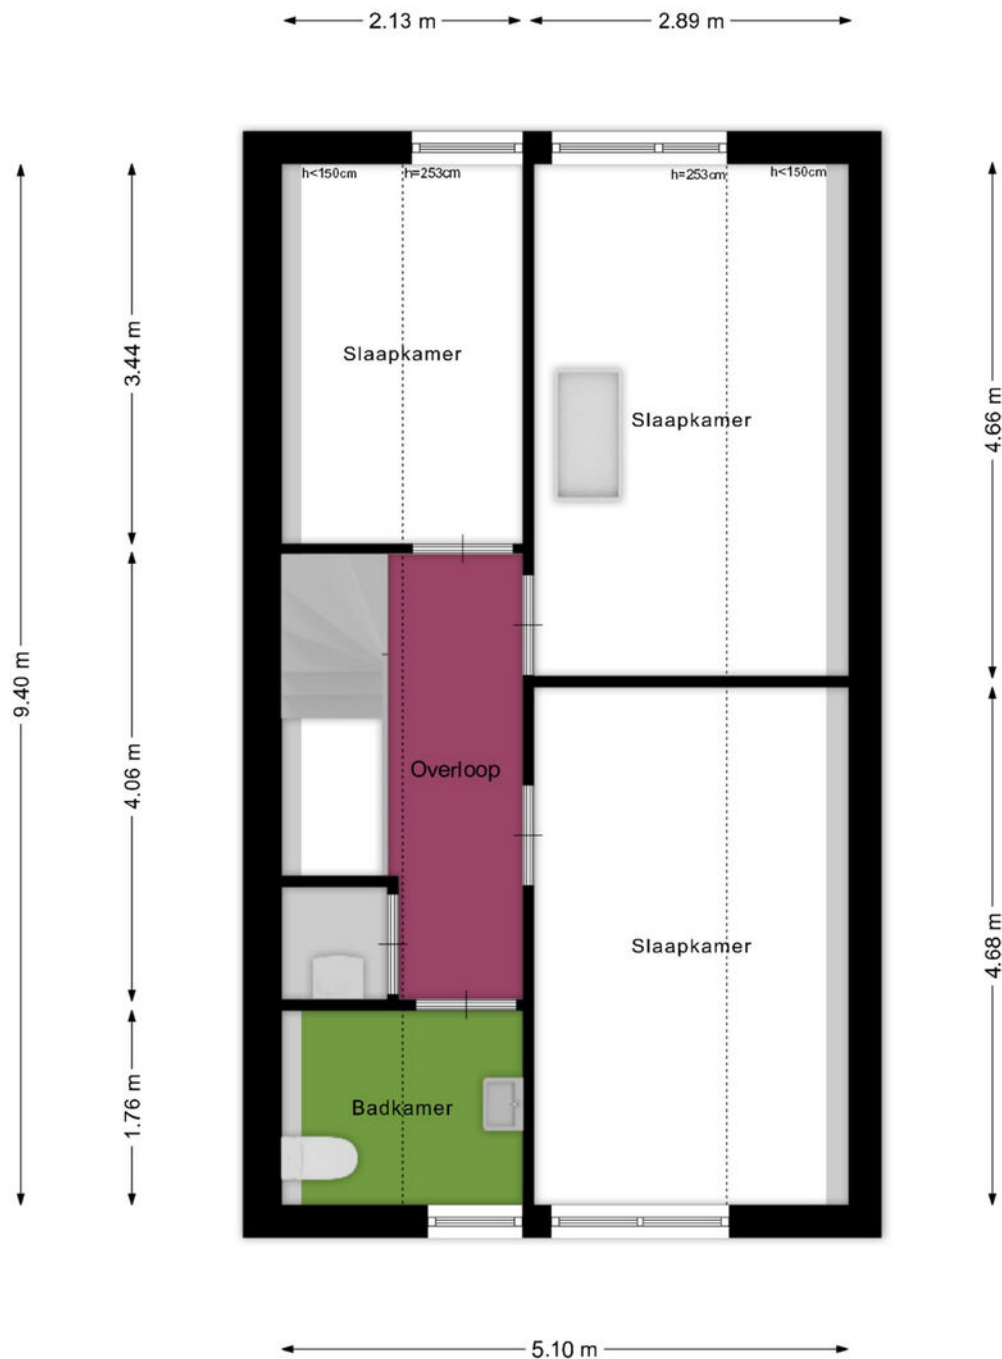 2.13 m
2.89 m
h<150cm
h=253cm
h=253cm
h<150cm
3.44 m
Slaapkamer
Slaapkamer
4.66 m
9.40 m
4.06 m
Overloop
Slaapkamer
4.68 m
1.76 m
Badkamer
5.10 m